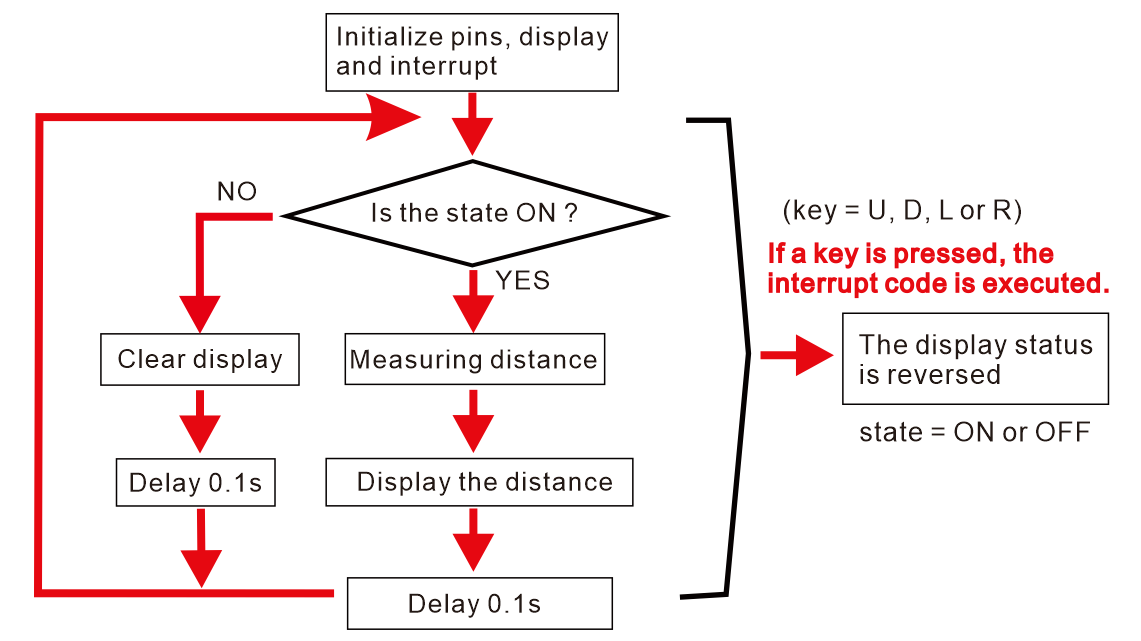 Initialize pins, display
and interrupt
NO
Is the state ON ?
YES
Clear display
Measuring distance
Delay 0.1s
Display the distance
Delay 0.1s
(key = U, D, L or R)
If a key is pressed, the
interrupt code is executed.
The display status
is reversed
state = ON or OFF